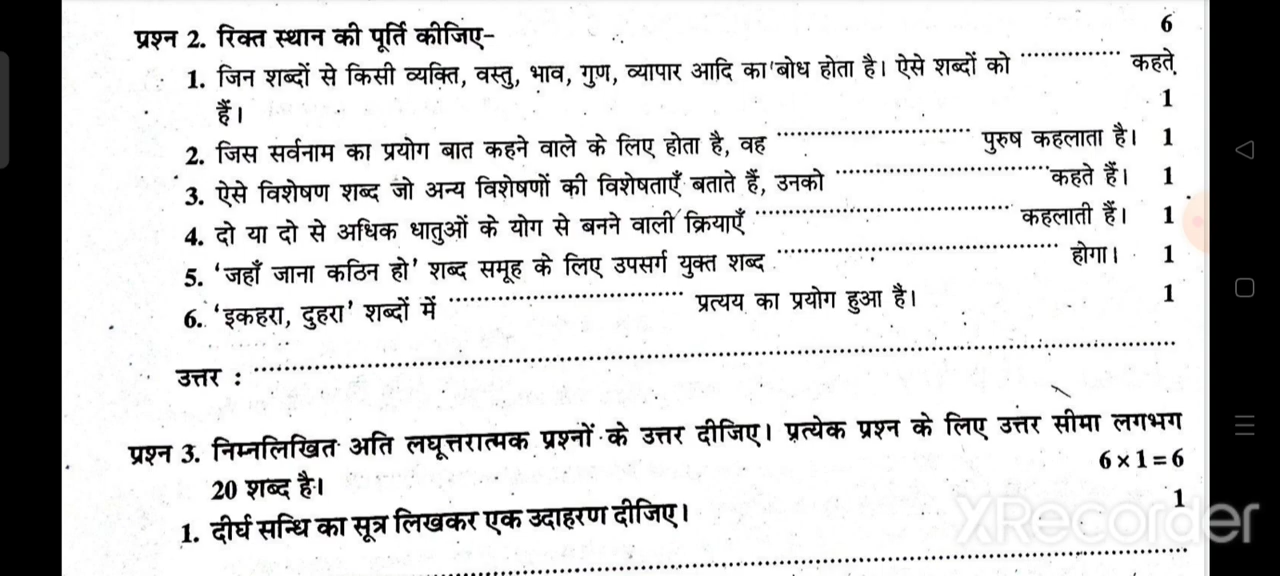 प्रश्न 2. रिक्त स्थान की पूर्ति कीजिए- 6
1. जिन शब्दों से किसी व्यक्ति, वस्तु, भाव, गुण, व्यापार आदि का बोध होता है। ऐसे शब्दों को .................. कहते
हैं। 1
2. जिस सर्वनाम का प्रयोग बात कहने वाले के लिए होता है, वह .................. पुरुष कहलाता है। 1
3. ऐसे विशेषण शब्द जो अन्य विशेषणों की विशेषताएँ बताते हैं, उनको .................. कहते हैं। 1
4. दो या दो से अधिक धातुओं के योग से बनने वाली क्रियाएँ .................. कहलाती हैं। 1
5. ‘जहाँ जाना कठिन हो’ शब्द समूह के लिए उपसर्ग युक्त शब्द .................. होगा। 1
6. ‘इकहरा, दुहरा’ शब्दों में .................. प्रत्यय का प्रयोग हुआ है। 1
उत्तर : ..................
प्रश्न 3. निम्नलिखित अति लघूत्तरात्मक प्रश्नों के उत्तर दीजिए। प्रत्येक प्रश्न के लिए उत्तर सीमा लगभग
20 शब्द है। 6×1=6
1. दीर्घ सन्धि का सूत्र लिखकर एक उदाहरण दीजिए। 1
XRecorder